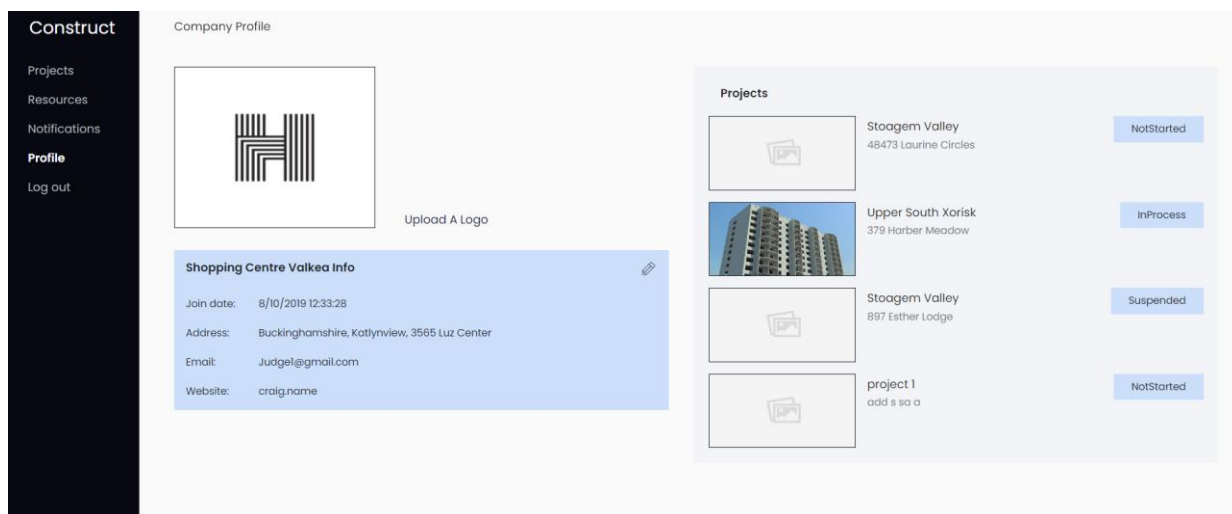 Construct
Projects
Resources
Notifications
Profile
Log out
Company Profile
Upload A Logo
Shopping Centre Valkea Info
Join date: 8/10/2019 12:33:28
Address: Buckinghamshire, Katlynview, 3565 Luz Center
Email: Judge1@gmail.com
Website: craig.name
Projects
Stoagem Valley
48473 Laurine Circles
NotStarted
Upper South Xorisk
379 Harber Meadow
InProcess
Stoagem Valley
897 Esther Lodge
Suspended
project 1
add s sa a
NotStarted